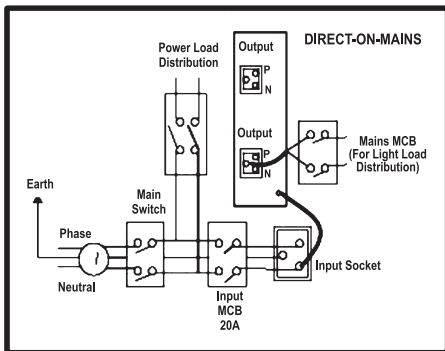 DIRECT-ON-MAINS
Power Load
Distribution
Output
P
N
Output
P
N
Mains MCB
(For Light Load
Distribution)
Earth
Main
Switch
Phase
Neutral
Input
MCB
20A
Input Socket